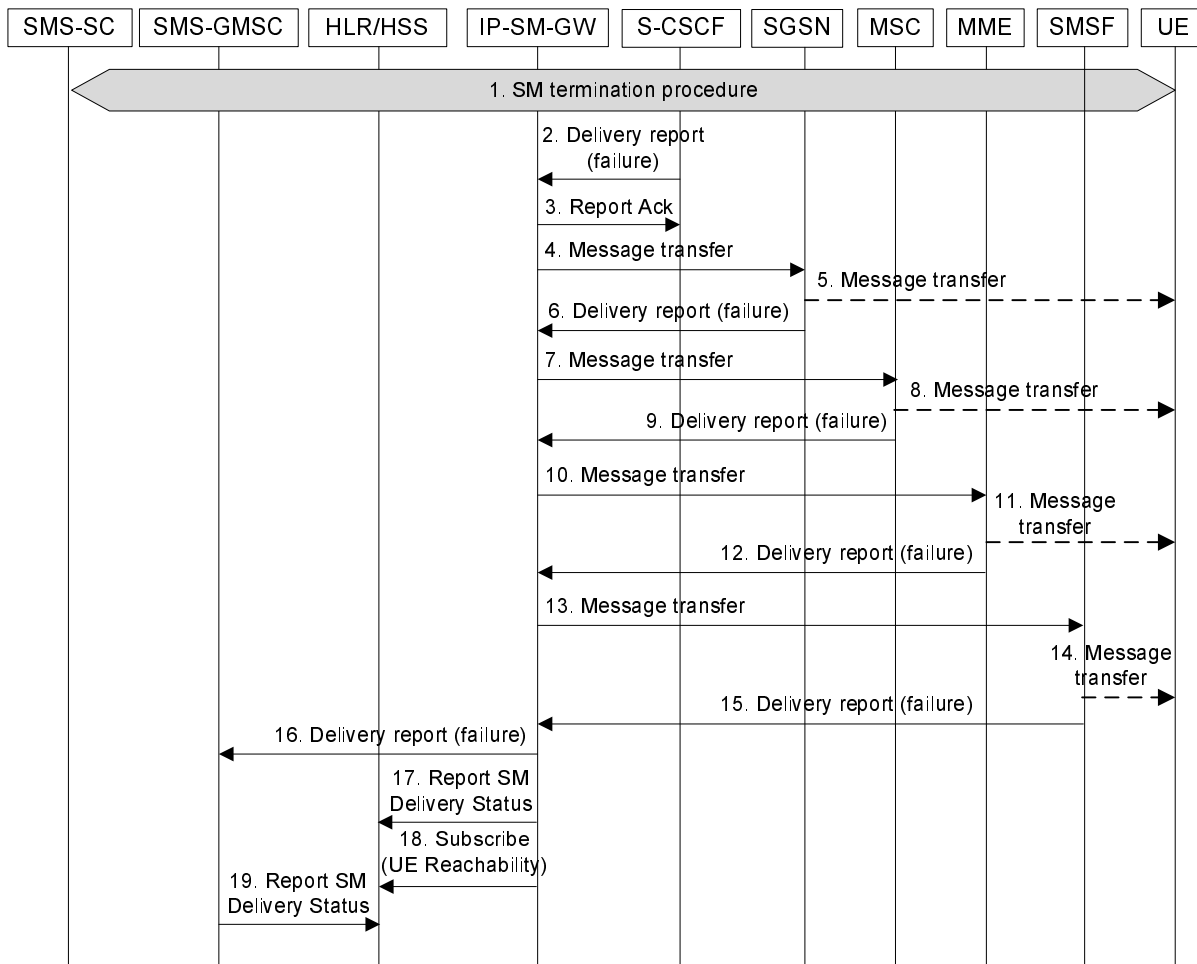 SMS-SC
SMS-GMSC
HLR/HSS
IP-SM-GW
S-CSCF
SGSN
MSC
MME
SMSF
UE
1. SM termination procedure
2. Delivery report
(failure)
3. Report Ack
4. Message transfer
5. Message transfer
6. Delivery report (failure)
7. Message transfer
8. Message transfer
9. Delivery report (failure)
10. Message transfer
11. Message
transfer
12. Delivery report (failure)
13. Message transfer
14. Message
transfer
15. Delivery report (failure)
16. Delivery report (failure)
17. Report SM
Delivery Status
18. Subscribe
(UE Reachability)
19. Report SM
Delivery Status